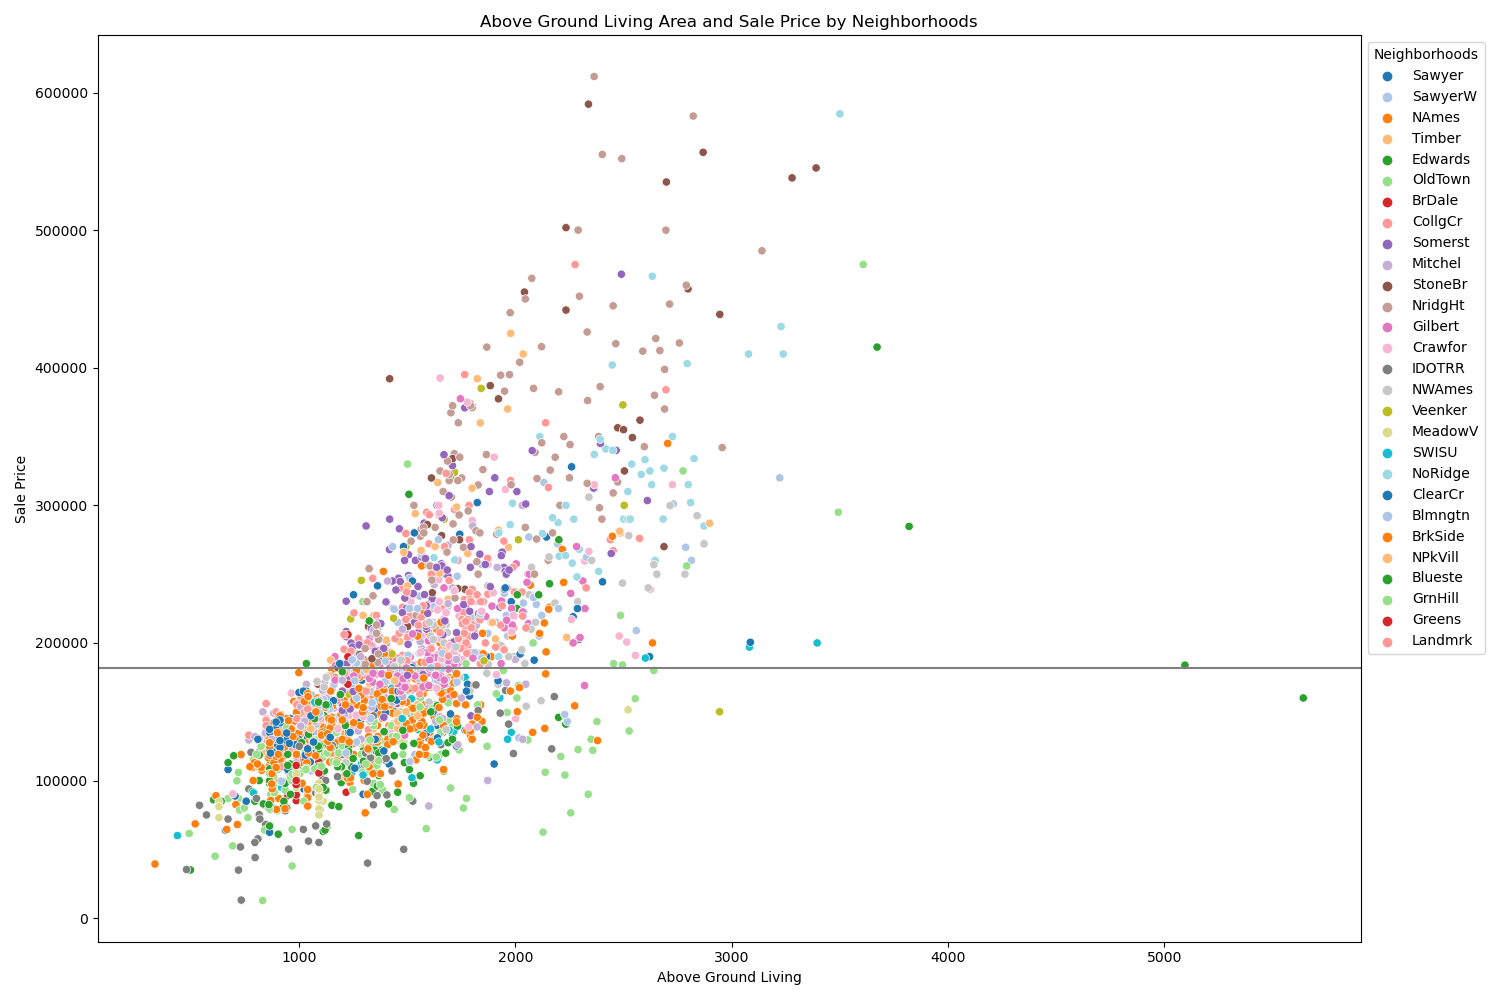 Above Ground Living Area and Sale Price by Neighborhoods
600000
500000
400000
300000
200000
100000
0
Sale Price
1000
2000
3000
4000
5000
Above Ground Living
Neighborhoods
Sawyer
SawyerW
NAmes
Timber
Edwards
OldTown
BrDale
CollgCr
Somerst
Mitchel
StoneBr
NridgHt
Gilbert
Crawfor
IDOTRR
NWAmes
Veenker
MeadowV
SWISU
NoRidge
ClearCr
Blmngtn
BrkSide
NPkVill
Blueste
GrnHill
Greens
Landmrk